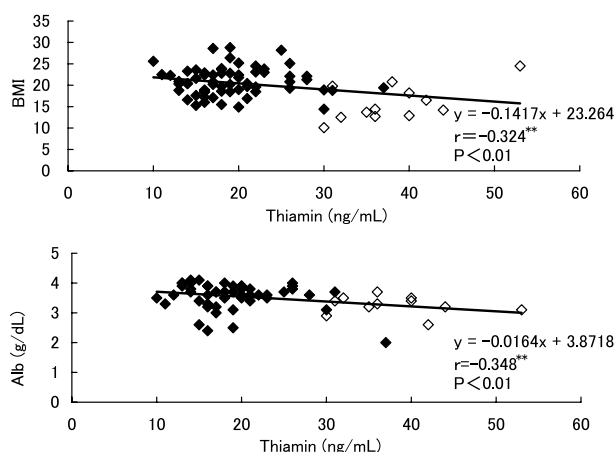 35
30
25
20
15
10
5
0
BMI
y = -0.1417x + 23.264
r=-0.324**
P<0.01
0 10 20 30 40 50 60
Thiamin (ng/mL)
5
4
3
2
1
0
Alb (g/dL)
y = -0.0164x + 3.8718
r=-0.348**
P<0.01
0 10 20 30 40 50 60
Thiamin (ng/mL)